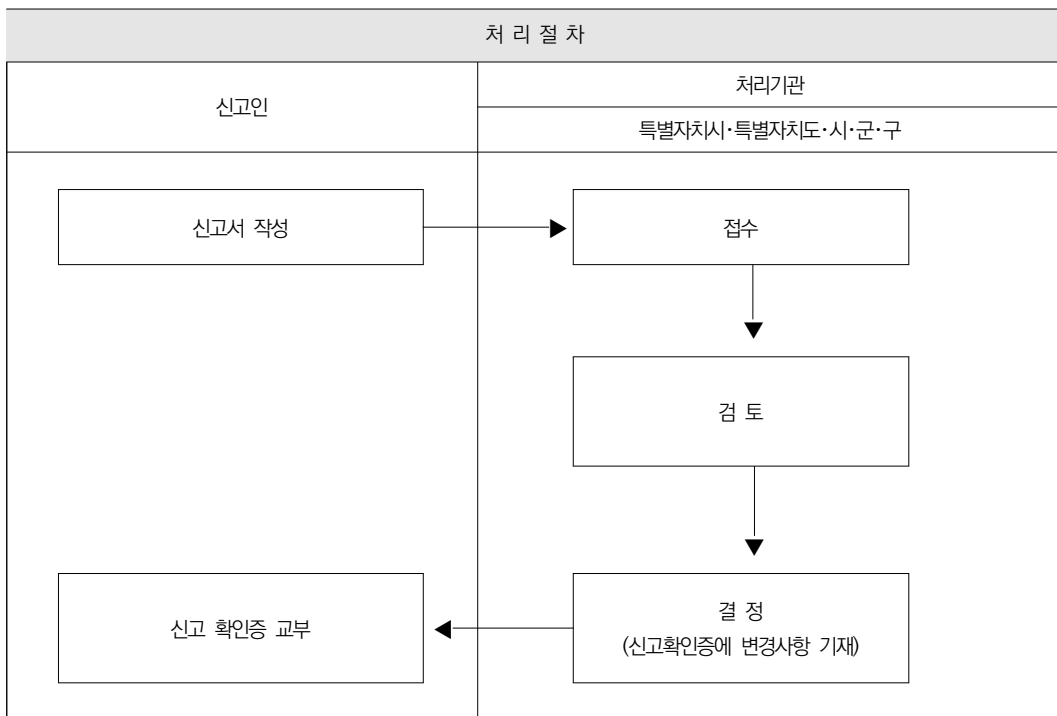 처 리 절 차
신고인
처리기관
특별자치시·특별자치도·시·군·구
신고서 작성
접수
검 토
결 정
(신고확인증에 변경사항 기재)
신고 확인증 교부